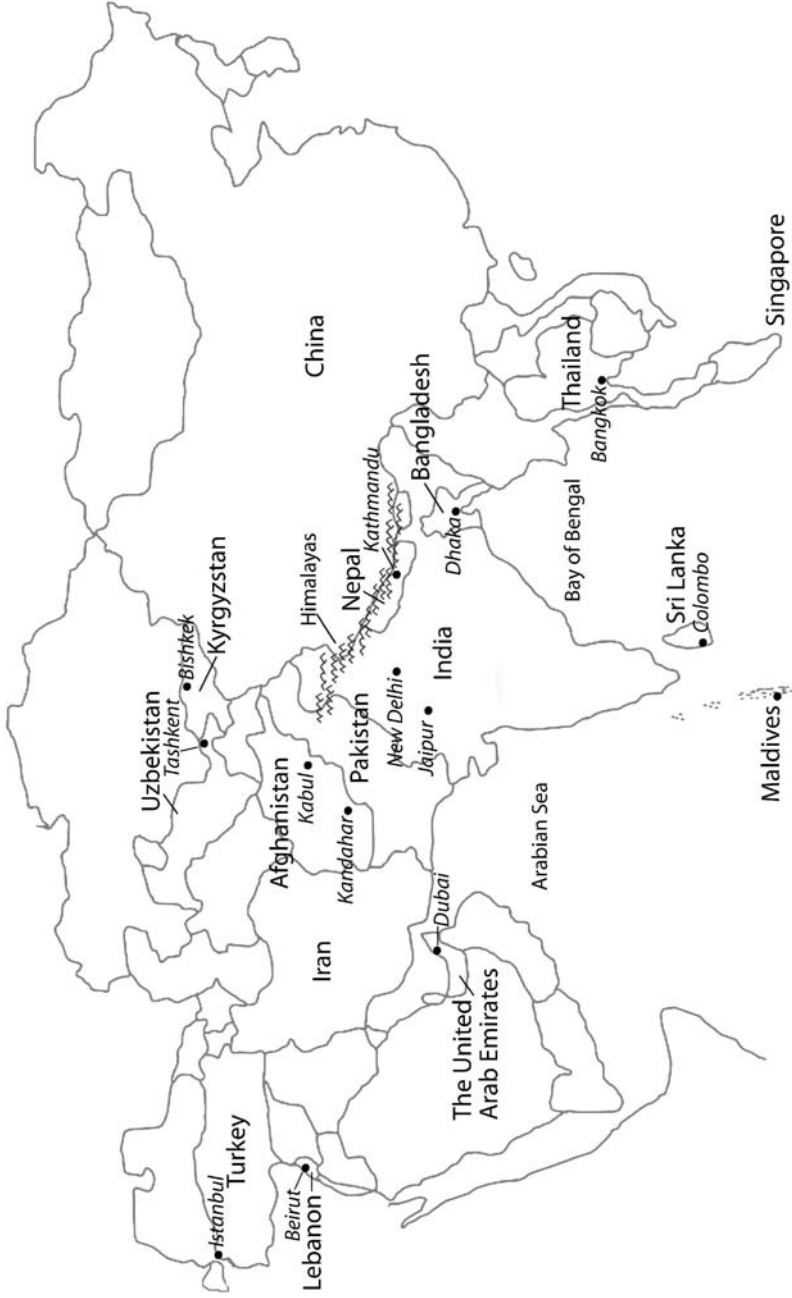 Istanbul
Turkey
Beirut
Lebanon
The United
Arab Emirates
Dubai
Iran
Uzbekistan
Tashkent
Bishkek
Kyrgyzstan
Afghanistan
Kabul
Kandahar
Pakistan
Himalayas
Nepal
Kathmandu
New Delhi
Jaipur
India
China
Bangladesh
Dhaka
Thailand
Bangkok
Singapore
Bay of Bengal
Sri Lanka
Colombo
Arabian Sea
Maldives